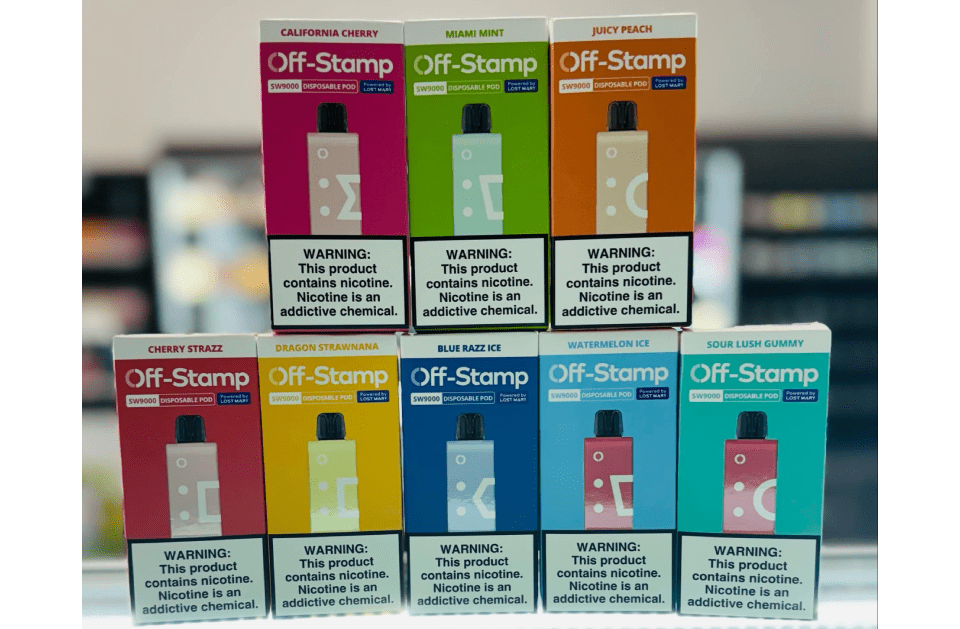 CALIFORNIA CHERRY
Off-Stamp
SW9000 DISPOSABLE POD
Powered by
LOST MARY
WARNING:
This product
contains nicotine.
Nicotine is an
addictive chemical.
MIAMI MINT
Off-Stamp
SW9000 DISPOSABLE POD
Powered by
LOST MARY
WARNING:
This product
contains nicotine.
Nicotine is an
addictive chemical.
JUICY PEACH
Off-Stamp
SW9000 DISPOSABLE POD
Powered by
LOST MARY
WARNING:
This product
contains nicotine.
Nicotine is an
addictive chemical.
CHERRY STRAZZ
Off-Stamp
SW9000 DISPOSABLE POD
Powered by
LOST MARY
WARNING:
This product
contains nicotine.
Nicotine is an
addictive chemical.
DRAGON STRAWNANA
Off-Stamp
SW9000 DISPOSABLE POD
Powered by
LOST MARY
WARNING:
This product
contains nicotine.
Nicotine is an
addictive chemical.
BLUE RAZZ ICE
Off-Stamp
SW9000 DISPOSABLE POD
Powered by
LOST MARY
WARNING:
This product
contains nicotine.
Nicotine is an
addictive chemical.
WATERMELON ICE
Off-Stamp
SW9000 DISPOSABLE POD
Powered by
LOST MARY
WARNING:
This product
contains nicotine.
Nicotine is an
addictive chemical.
SOUR LUSH GUMMY
Off-Stamp
SW9000 DISPOSABLE POD
Powered by
LOST MARY
WARNING:
This product
contains nicotine.
Nicotine is an
addictive chemical.